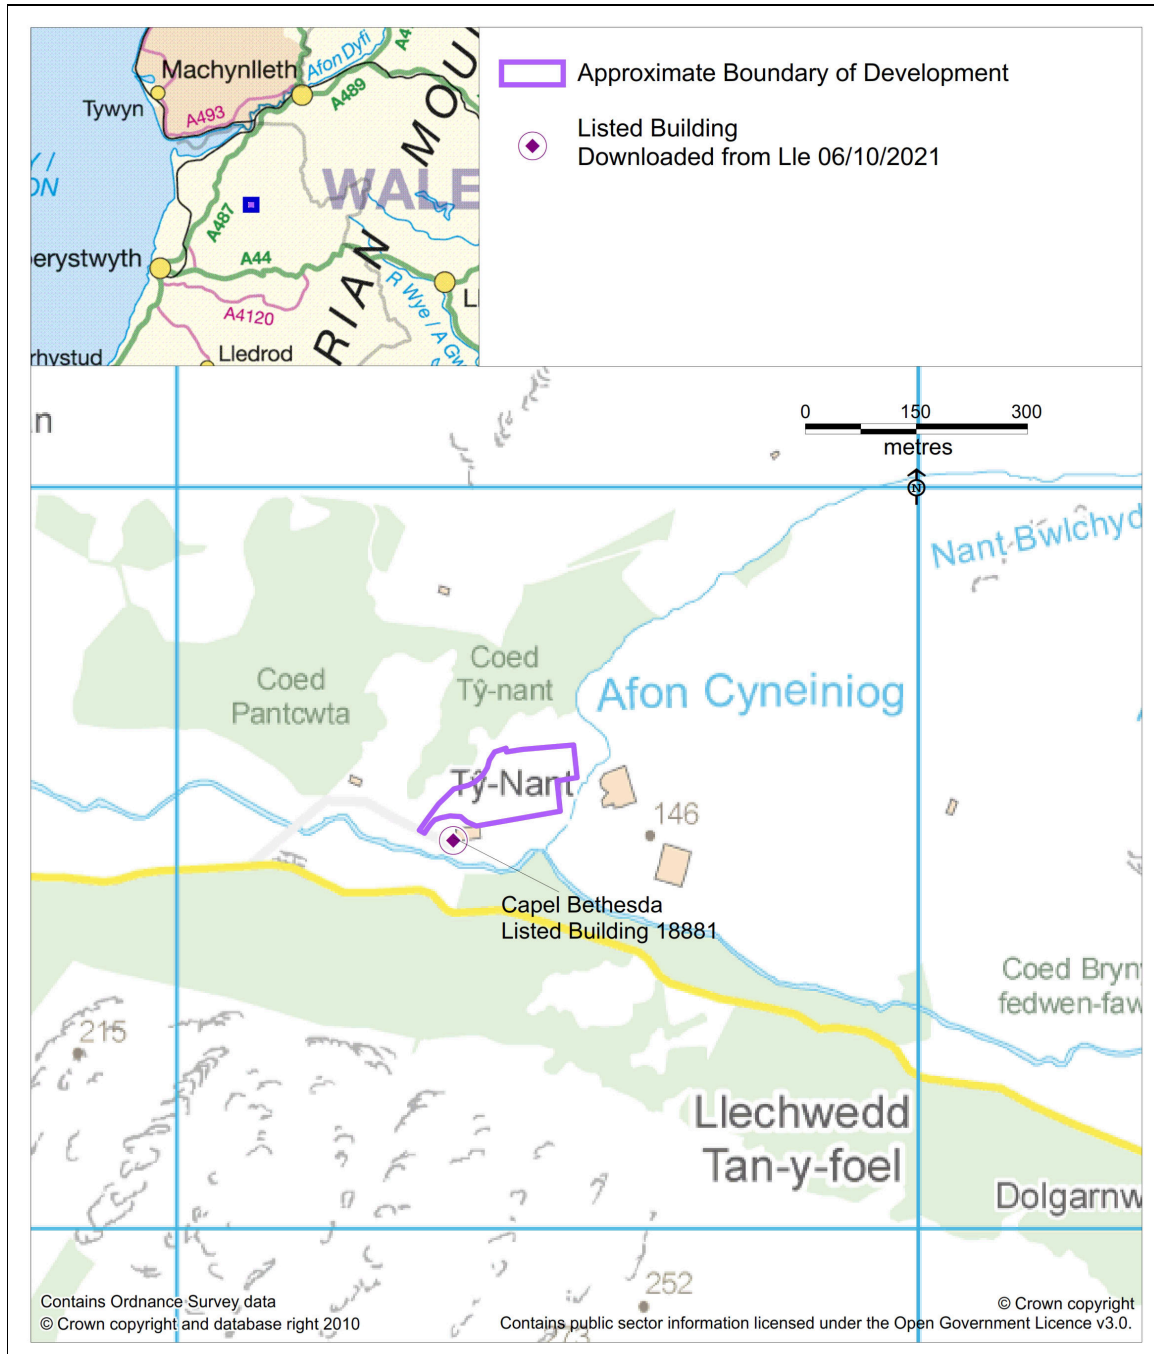 Machynlleth
Afon Dyfi
A489
Tywyn
A493
WALE
RIAN MOU
A487
A44
erystwyth
A4120
R Wye / A Gw
Lledrod
rhystud
Approximate Boundary of Development
Listed Building
Downloaded from Lle 06/10/2021
0 150 300
metres
N
n
Nant Bwlchyd
Coed
Tŷ-nant
Coed
Pantcwta
Afon Cyneiniog
Tŷ-Nant
146
Capel Bethesda
Listed Building 18881
Coed Bryn
fedwen-faw
215
Llechwedd
Tan-y-foel
Dolgarnw
252
Contains Ordnance Survey data
© Crown copyright and database right 2010
© Crown copyright
Contains public sector information licensed under the Open Government Licence v3.0.